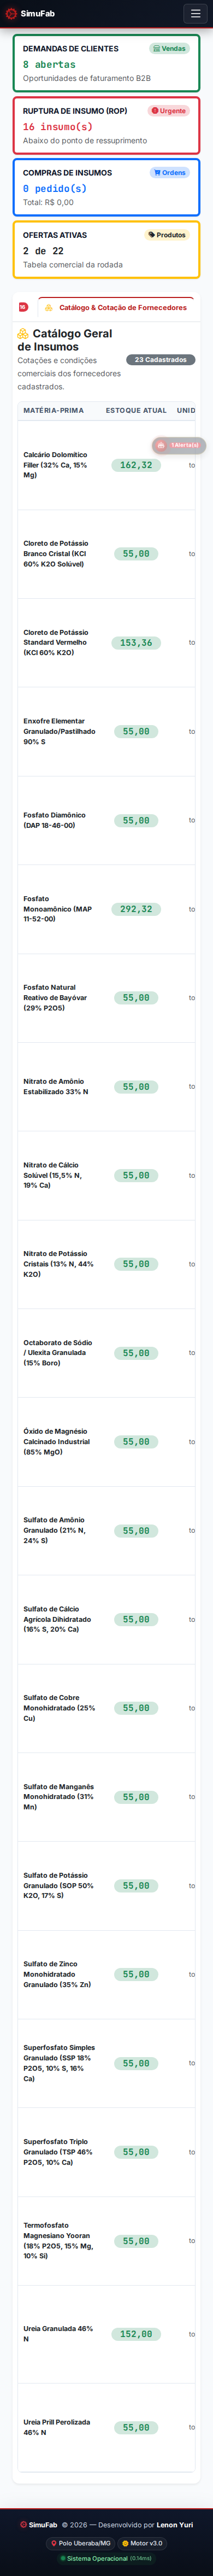 SimuFab
DEMANDAS DE CLIENTES
Vendas
8 abertas
Oportunidades de faturamento B2B
RUPTURA DE INSUMO (ROP)
Urgente
16 insumo(s)
Abaixo do ponto de ressuprimento
COMPRAS DE INSUMOS
Ordens
0 pedido(s)
Total: R$ 0,00
OFERTAS ATIVAS
Produtos
2 de 22
Tabela comercial da rodada
16
Catálogo & Cotação de Fornecedores
Catálogo Geral
de Insumos
23 Cadastrados
Cotações e condições
comerciais dos fornecedores
cadastrados.
MATÉRIA-PRIMA ESTOQUE ATUAL UNID
1 Alerta(s)
Calcário Dolomítico
Filler (32% Ca, 15%
Mg)
162,32 to
Cloreto de Potássio
Branco Cristal (KCl
60% K2O Solúvel)
55,00 to
Cloreto de Potássio
Standard Vermelho
(KCl 60% K2O)
153,36 to
Enxofre Elementar
Granulado/Pastilhado
90% S
55,00 to
Fosfato Diamônico
(DAP 18-46-00)
55,00 to
Fosfato
Monoamônico (MAP
11-52-00)
292,32 to
Fosfato Natural
Reativo de Bayóvar
(29% P2O5)
55,00 to
Nitrato de Amônio
Estabilizado 33% N
55,00 to
Nitrato de Cálcio
Solúvel (15,5% N,
19% Ca)
55,00 to
Nitrato de Potássio
Cristais (13% N, 44%
K2O)
55,00 to
Octaborato de Sódio
/ Ulexita Granulada
(15% Boro)
55,00 to
Óxido de Magnésio
Calcinado Industrial
(85% MgO)
55,00 to
Sulfato de Amônio
Granulado (21% N,
24% S)
55,00 to
Sulfato de Cálcio
Agrícola Dihidratado
(16% S, 20% Ca)
55,00 to
Sulfato de Cobre
Monohidratado (25%
Cu)
55,00 to
Sulfato de Manganês
Monohidratado (31%
Mn)
55,00 to
Sulfato de Potássio
Granulado (SOP 50%
K2O, 17% S)
55,00 to
Sulfato de Zinco
Monohidratado
Granulado (35% Zn)
55,00 to
Superfosfato Simples
Granulado (SSP 18%
P2O5, 10% S, 16%
Ca)
55,00 to
Superfosfato Triplo
Granulado (TSP 46%
P2O5, 10% Ca)
55,00 to
Termofosfato
Magnesiano Yooran
(18% P2O5, 15% Mg,
10% Si)
55,00 to
Ureia Granulada 46%
N
152,00 to
Ureia Prill Perolizada
46% N
55,00 to
SimuFab © 2026 — Desenvolvido por Lenon Yuri
Polo Uberaba/MG
Motor v3.0
Sistema Operacional (0.14ms)